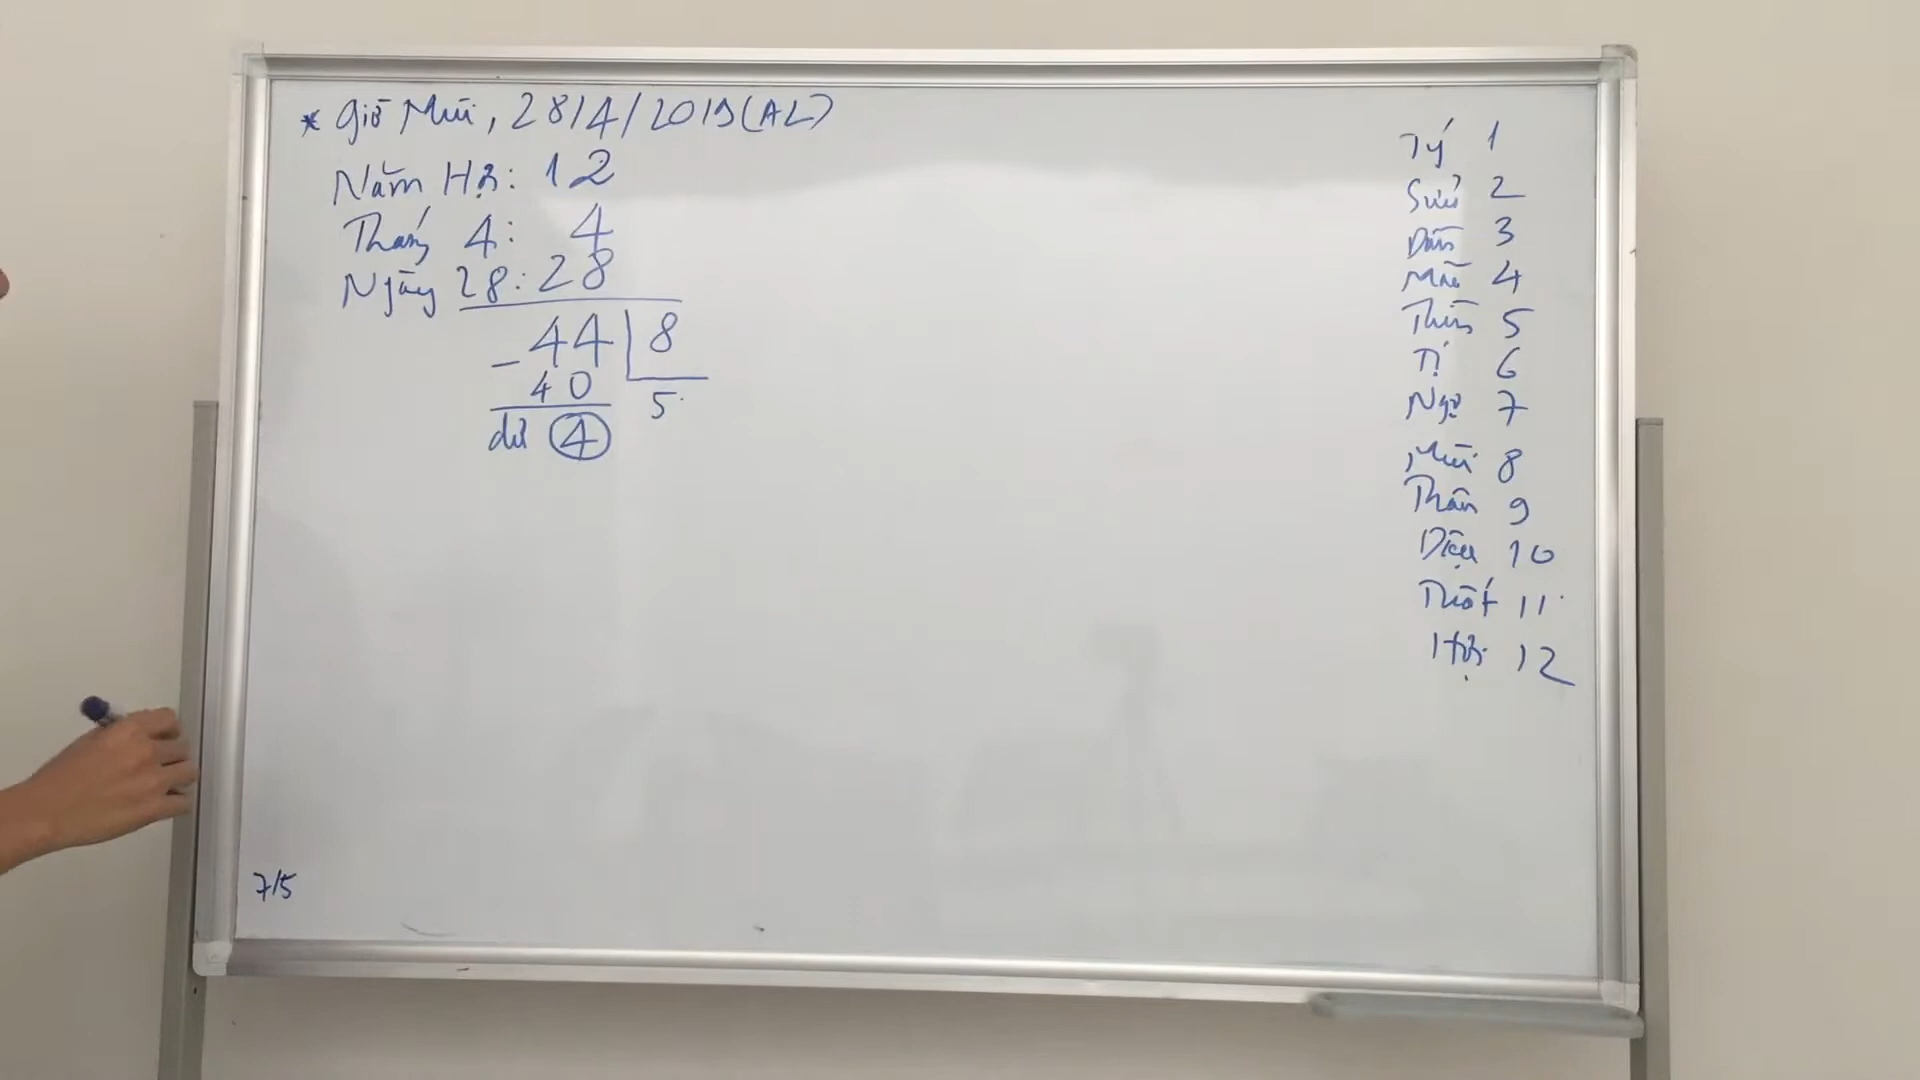 * Giờ Mùi, 28/4/2019 (AL)
Năm Hợi: 12
Tháng 4: 4
Ngày 28: 28
44 | 8
- 40 5
dư 4
Tý 1
Sửu 2
Dần 3
Mão 4
Thìn 5
Tị 6
Ngọ 7
Mùi 8
Thân 9
Dậu 10
Tuất 11
Hợi 12
7/5